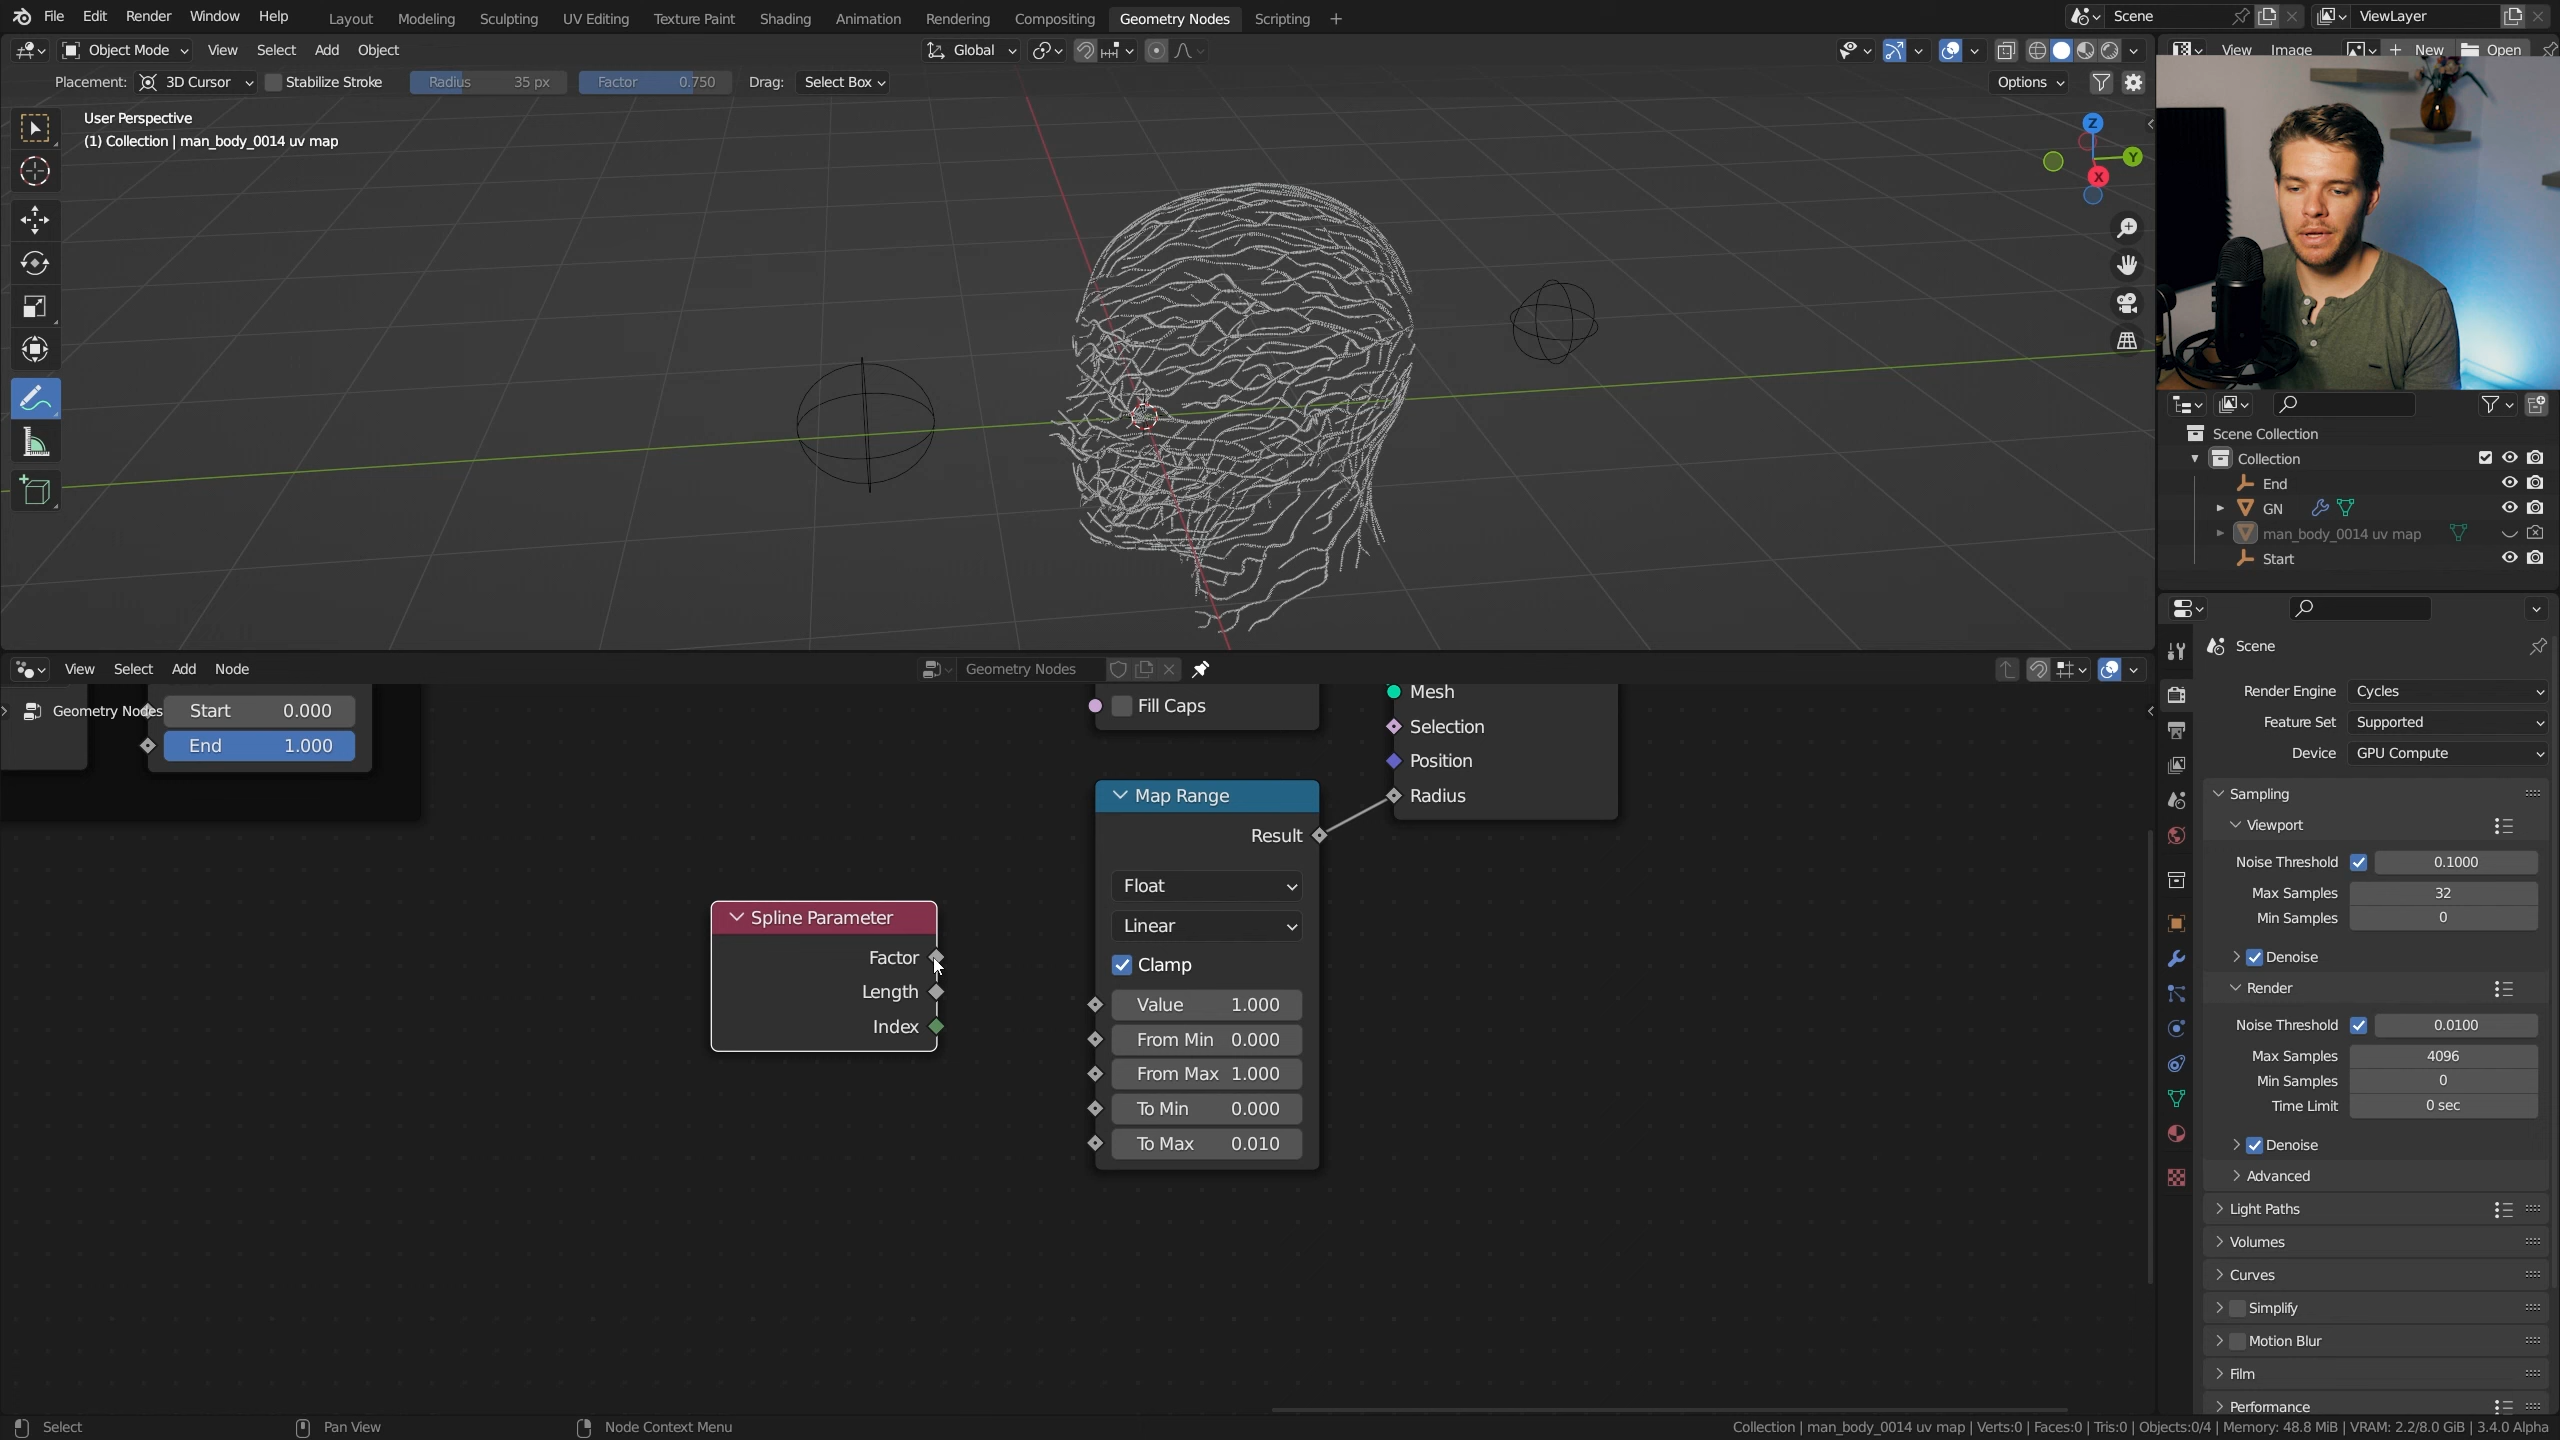 File Edit Render Window Help Layout Modeling Sculpting UV Editing Texture Paint Shading Animation Rendering Compositing Geometry Nodes Scripting + Scene ViewLayer
Object Mode View Select Add Object Global View Image + New Open
Placement: 3D Cursor Stabilize Stroke Radius 35 px Factor 0.750 Drag: Select Box Options
User Perspective
(1) Collection | man_body_0014 uv map
Z
Y
X
Scene Collection
Collection
End
GN
man_body_0014 uv map
Start
View Select Add Node Geometry Nodes
Geometry Nodes
Start 0.000
End 1.000
Fill Caps
Mesh
Selection
Position
Radius
Map Range
Result
Float
Linear
Clamp
Value 1.000
From Min 0.000
From Max 1.000
To Min 0.000
To Max 0.010
Spline Parameter
Factor
Length
Index
Scene
Render Engine Cycles
Feature Set Supported
Device GPU Compute
Sampling
Viewport
Noise Threshold 0.1000
Max Samples 32
Min Samples 0
Denoise
Render
Noise Threshold 0.0100
Max Samples 4096
Min Samples 0
Time Limit 0 sec
Denoise
Advanced
Light Paths
Volumes
Curves
Simplify
Motion Blur
Film
Performance
Select Pan View Node Context Menu Collection | man_body_0014 uv map | Verts:0 | Faces:0 | Tris:0 | Objects:0/4 | Memory: 48.8 MiB | VRAM: 2.2/8.0 GiB | 3.4.0 Alpha